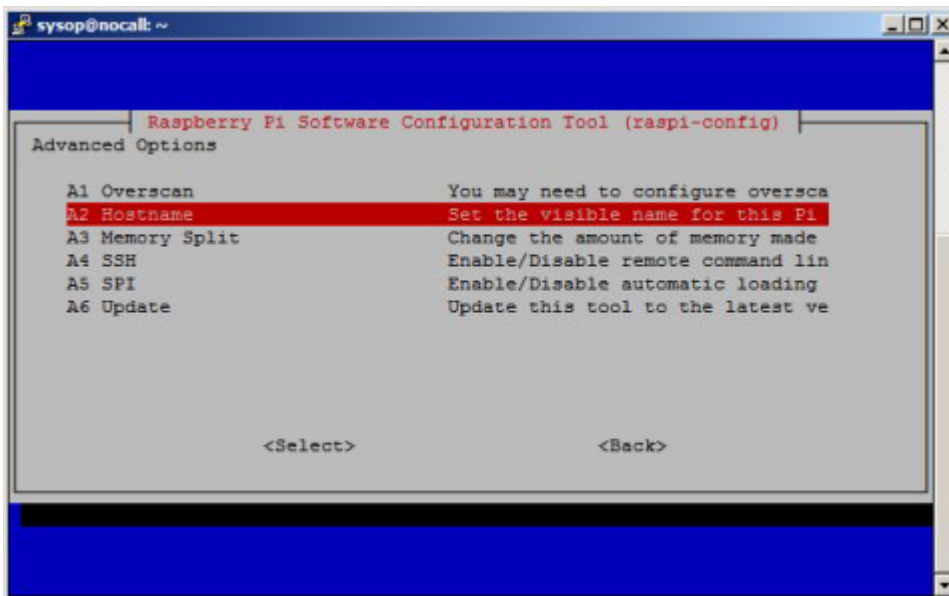 sysop@nocall: ~
Raspberry Pi Software Configuration Tool (raspi-config)
Advanced Options
A1 Overscan You may need to configure oversca
A2 Hostname Set the visible name for this Pi
A3 Memory Split Change the amount of memory made
A4 SSH Enable/Disable remote command lin
A5 SPI Enable/Disable automatic loading
A6 Update Update this tool to the latest ve
<Select> <Back>